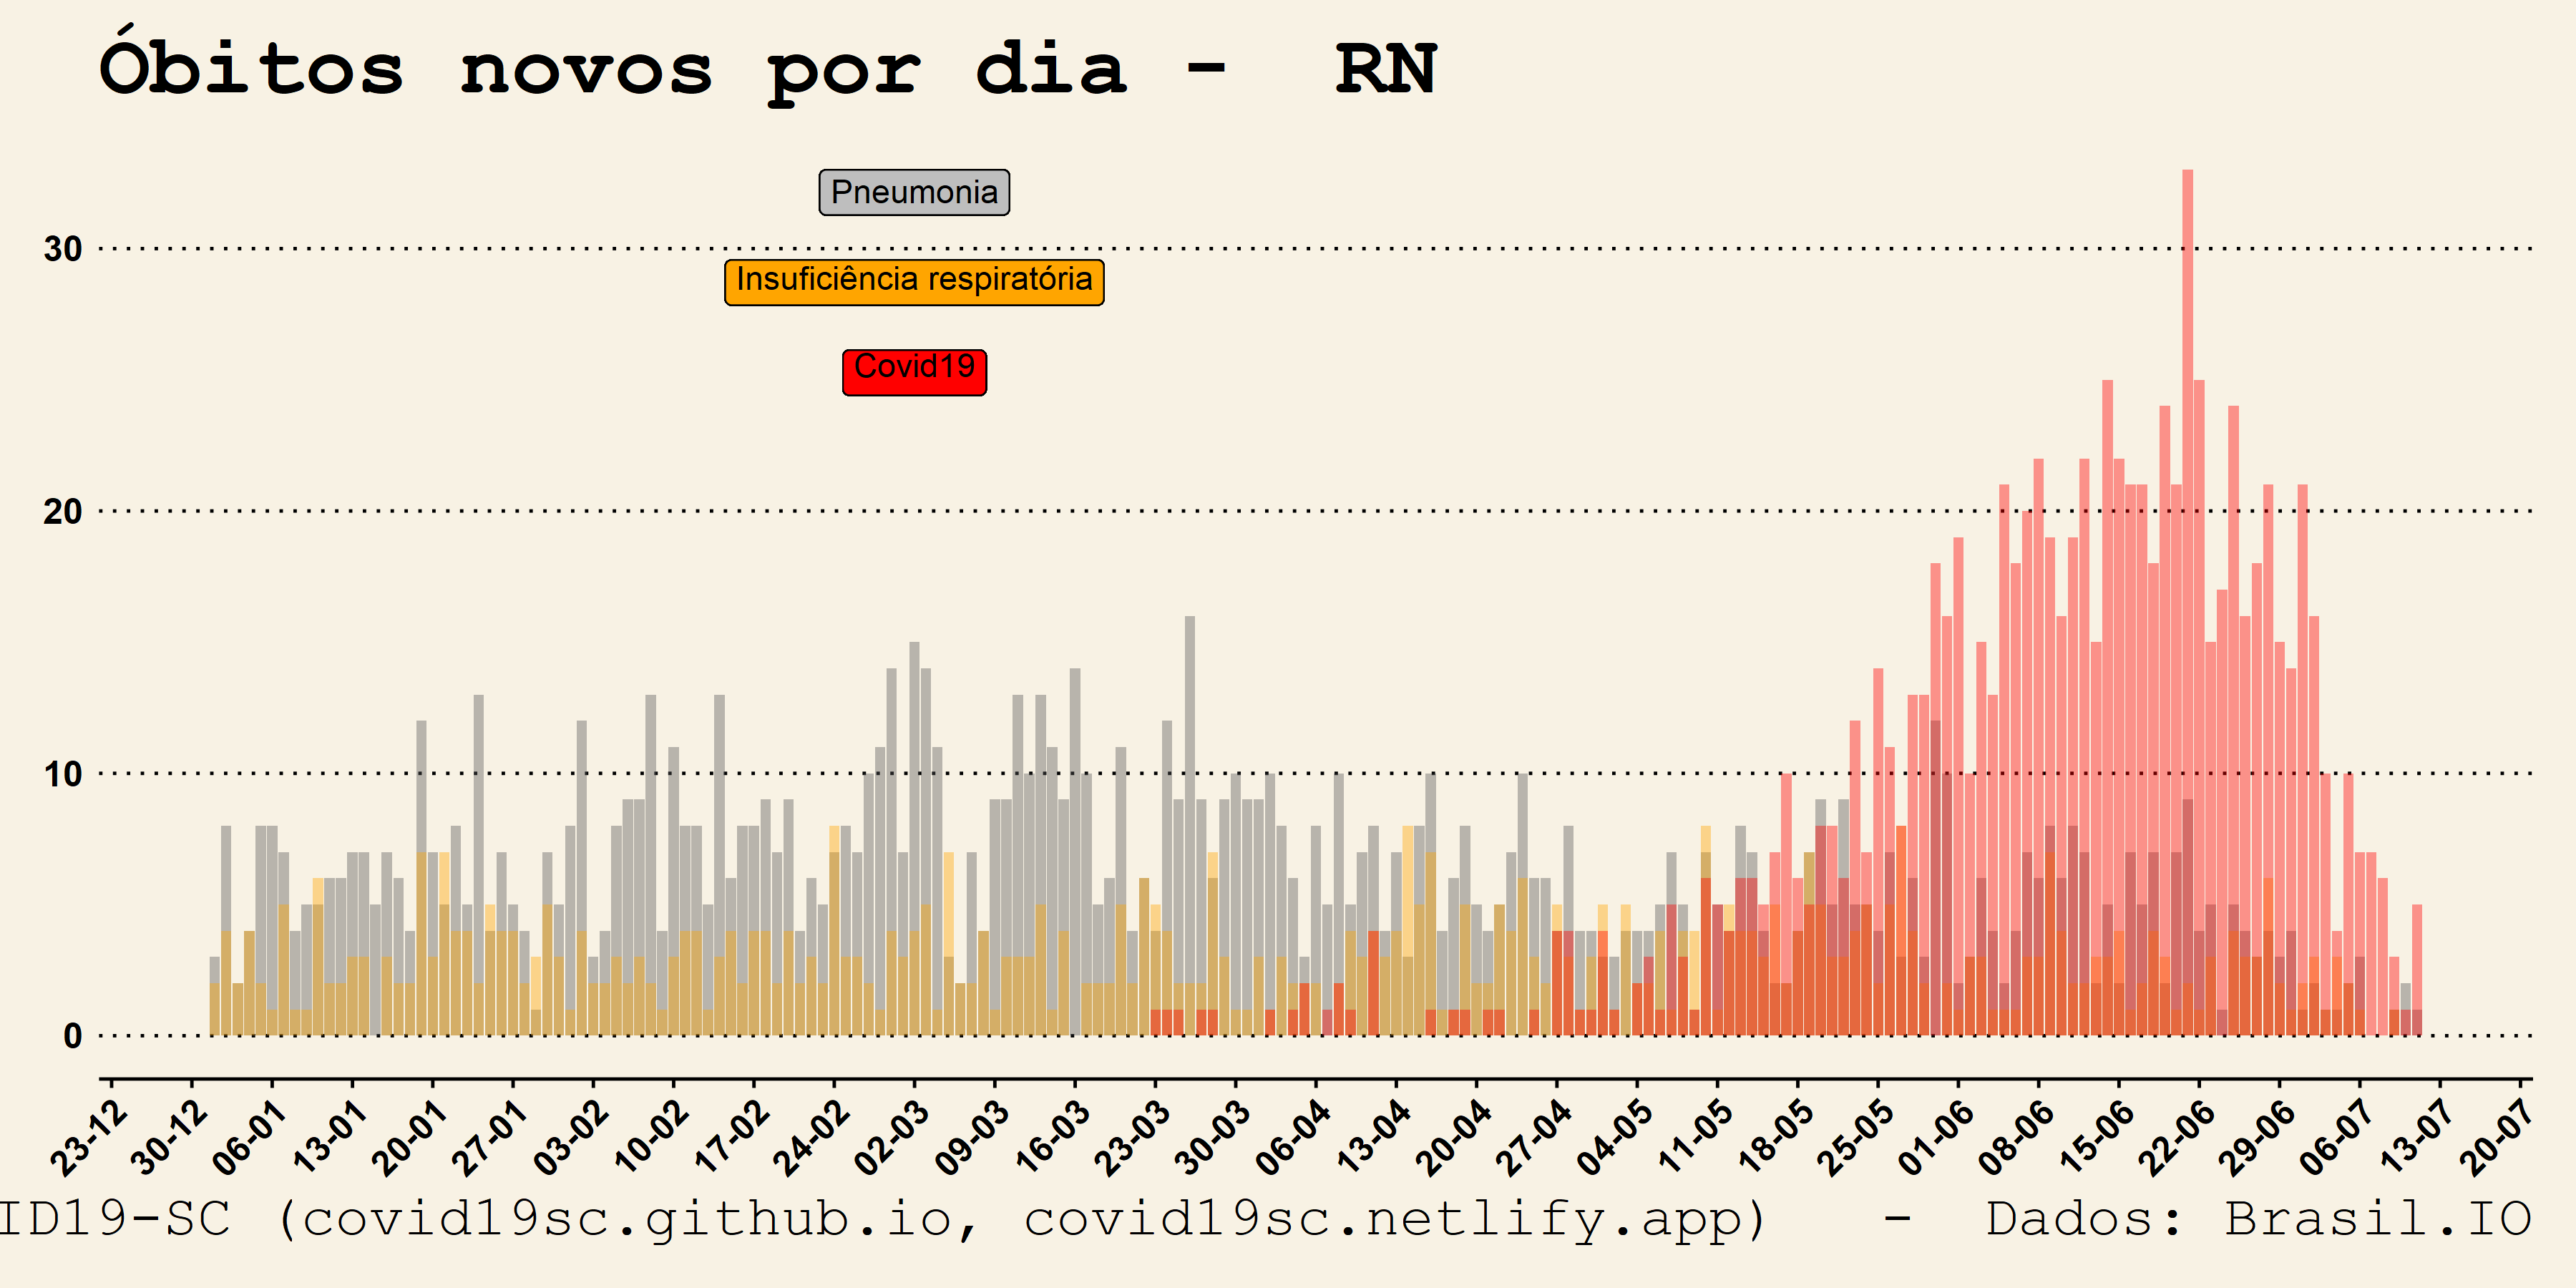 Óbitos novos por dia -  RN
Pneumonia
Insuficiência respiratória
Covid19
30
20
10
0
23-12 30-12 06-01 13-01 20-01 27-01 03-02 10-02 17-02 24-02 02-03 09-03 16-03 23-03 30-03 06-04 13-04 20-04 27-04 04-05 11-05 18-05 25-05 01-06 08-06 15-06 22-06 29-06 06-07 13-07 20-07
ID19-SC (covid19sc.github.io, covid19sc.netlify.app)  -  Dados: Brasil.IO